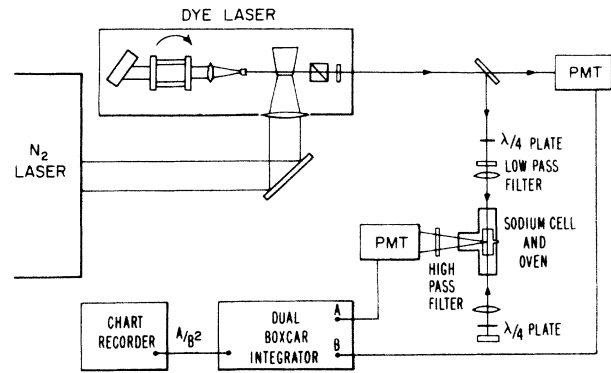 DYE LASER
N2
LASER
PMT
λ/4 PLATE
LOW PASS
FILTER
SODIUM CELL
AND
OVEN
PMT
HIGH
PASS
FILTER
λ/4 PLATE
CHART
RECORDER
A/B²
DUAL
BOXCAR
INTEGRATOR
A
B